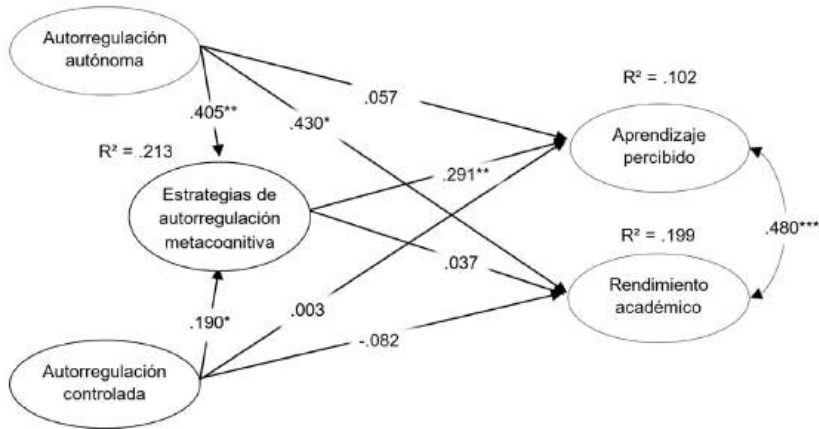 Autorregulación
autónoma
R² = .102
.057
.405**
.430*
Aprendizaje
percibido
R² = .213
.291**
Estrategias de
autorregulación
metacognitiva
.480***
R² = .199
.037
Rendimiento
académico
.190*
.003
-.082
Autorregulación
controlada